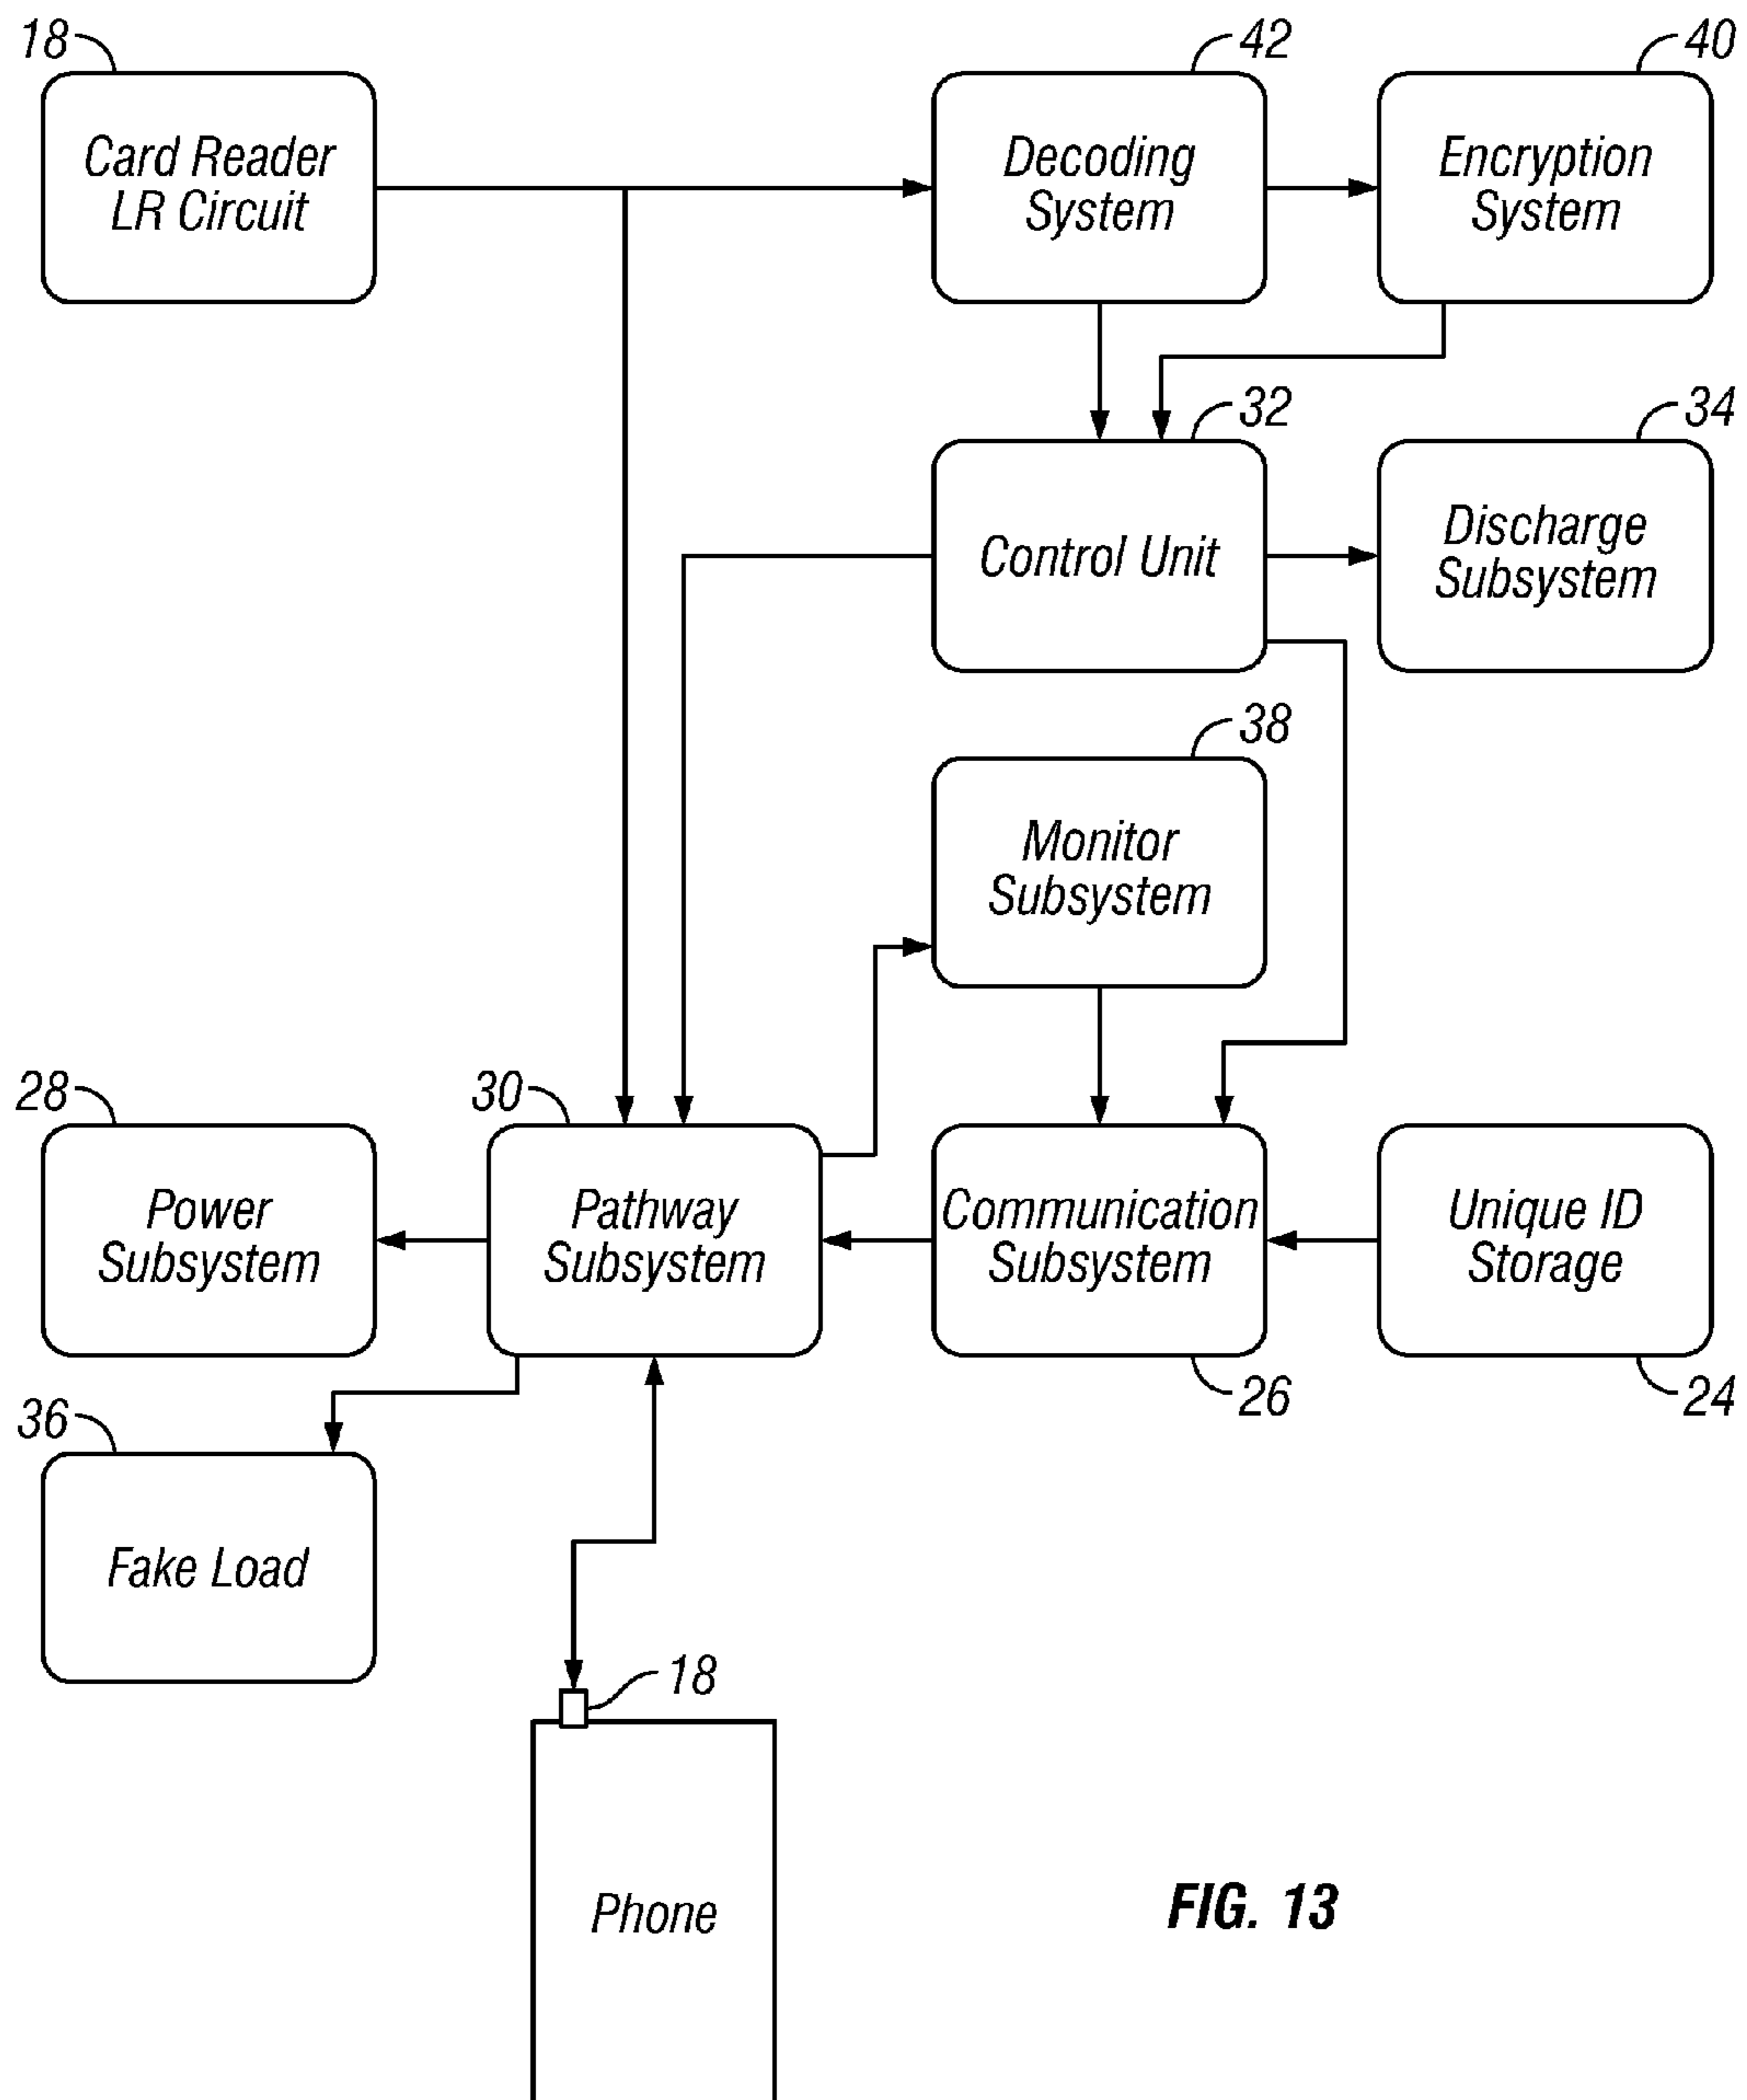 18
42
40
Card Reader
LR Circuit
Decoding
System
Encryption
System
32
34
Control Unit
Discharge
Subsystem
38
Monitor
Subsystem
28
30
Power
Subsystem
Pathway
Subsystem
Communication
Subsystem
Unique ID
Storage
26
24
36
Fake Load
18
Phone
FIG. 13